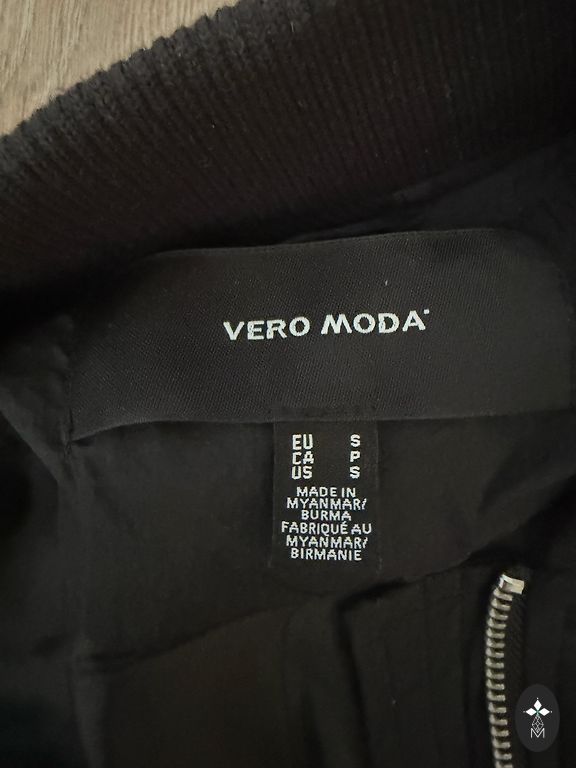 VERO MODA
EU S
CA P
US S
MADE IN
MYANMAR/
BURMA
FABRIQUÉ AU
MYANMAR/
BIRMANIE
M